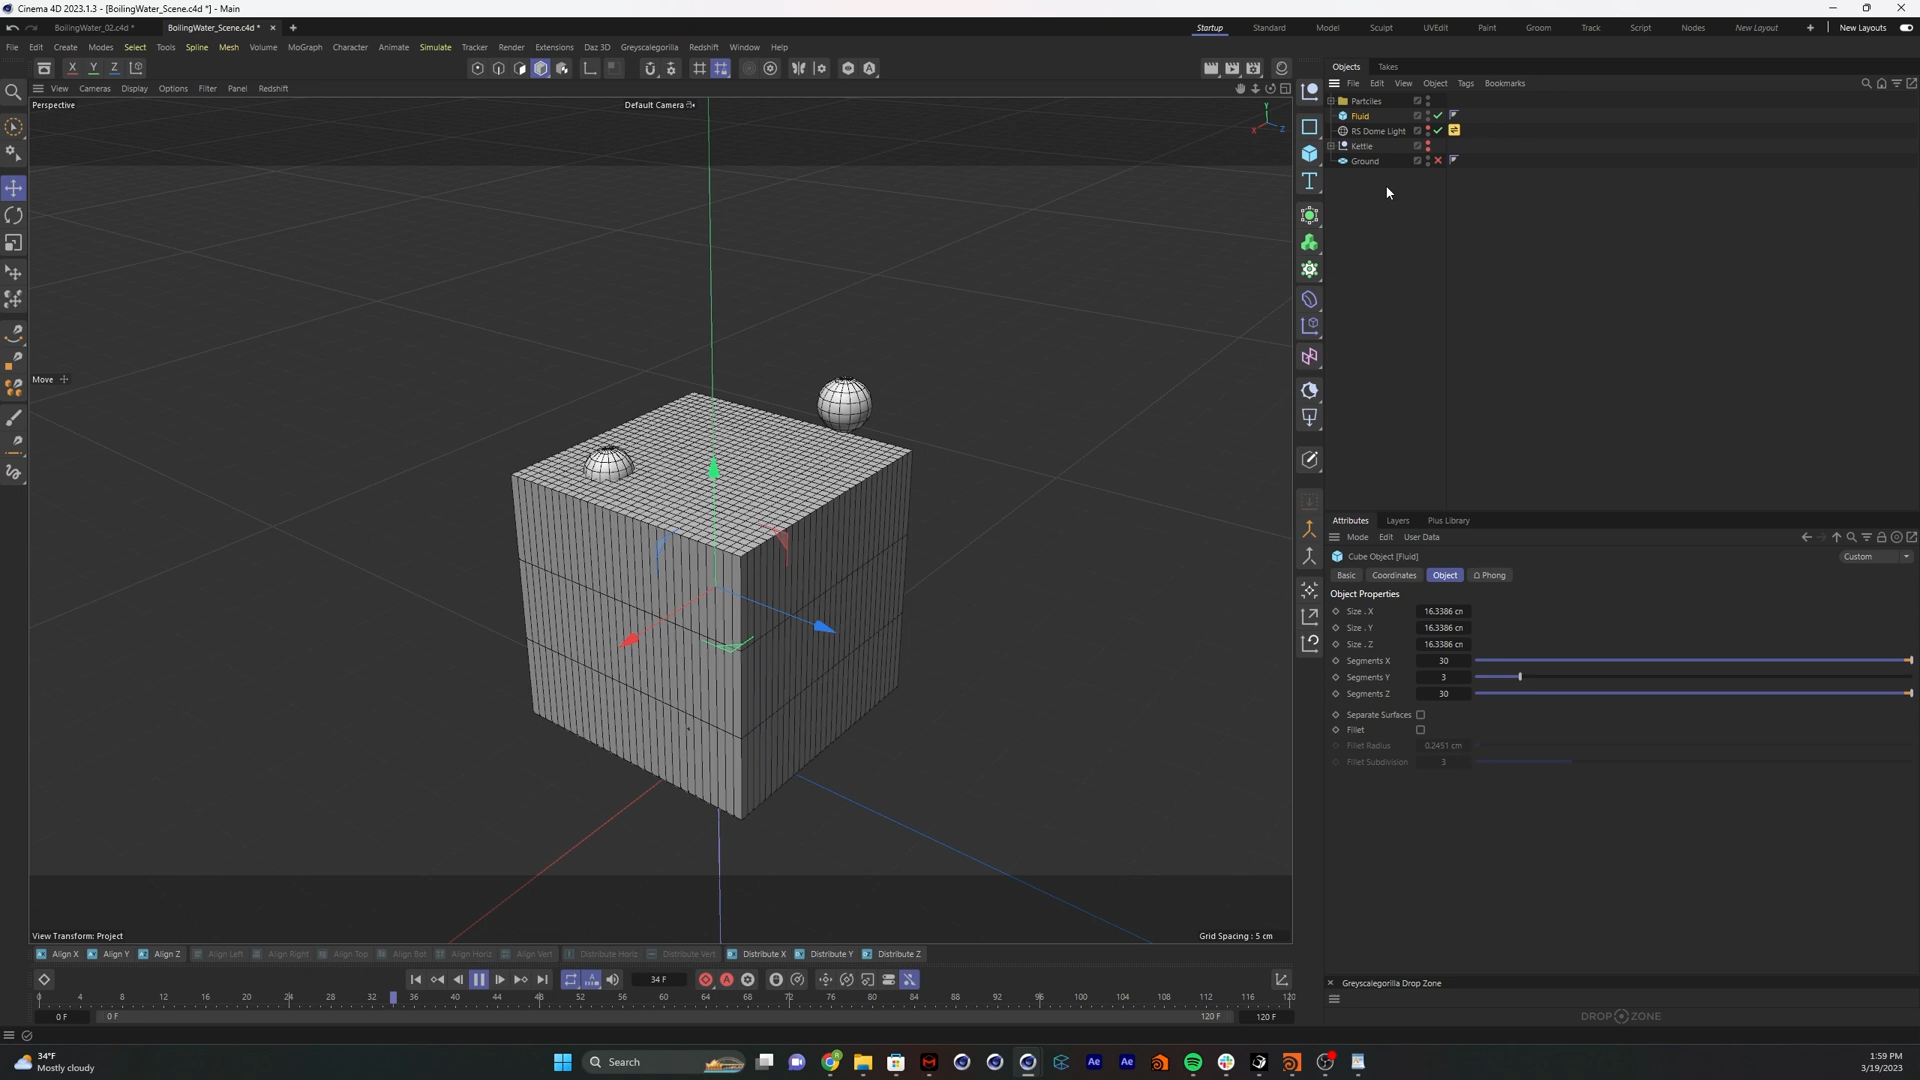 Cinema 4D 2023.1.3 - [BoilingWater_Scene.c4d *] - Main
BoilingWater_02.c4d *
BoilingWater_Scene.c4d *
Startup Standard Model Sculpt UVEdit Paint Groom Track Script Nodes New Layout New Layouts
File Edit Create Modes Select Tools Spline Mesh Volume MoGraph Character Animate Simulate Tracker Render Extensions Daz 3D Greyscalegorilla Redshift Window Help
X Y Z
View Cameras Display Options Filter Panel Redshift
Perspective
Default Camera
Y
X Z
Move
View Transform: Project
Grid Spacing : 5 cm
Objects Takes
File Edit View Object Tags Bookmarks
Partciles
Fluid
RS Dome Light
Kettle
Ground
Attributes Layers Plus Library
Mode Edit User Data
Cube Object [Fluid]
Custom
Basic Coordinates Object Phong
Object Properties
Size . X 16.3386 cn
Size . Y 16.3386 cn
Size . Z 16.3386 cn
Segments X 30
Segments Y 3
Segments Z 30
Separate Surfaces
Fillet
Fillet Radius 0.2451 cm
Fillet Subdivision 3
Align X Align Y Align Z Align Left Align Right Align Top Align Bot Align Horiz Align Vert Distribute Horiz Distribute Vert Distribute X Distribute Y Distribute Z
34 F
0 4 8 12 16 20 24 28 32 36 40 44 48 52 56 60 64 68 72 76 80 84 88 92 96 100 104 108 112 116 120
0 F 0 F 120 F 120 F
Greyscalegorilla Drop Zone
DROP ZONE
34°F
Mostly cloudy
Search
Ae Ae
1:59 PM
3/19/2023